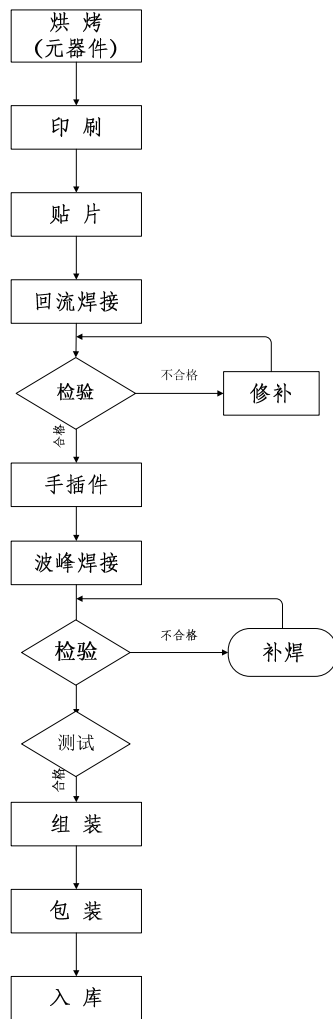 烘 烤
(元器件)
印 刷
贴 片
回流焊接
检验
不合格
修补
合格
手插件
波峰焊接
检验
不合格
补焊
测试
合格
组 装
包 装
入 库